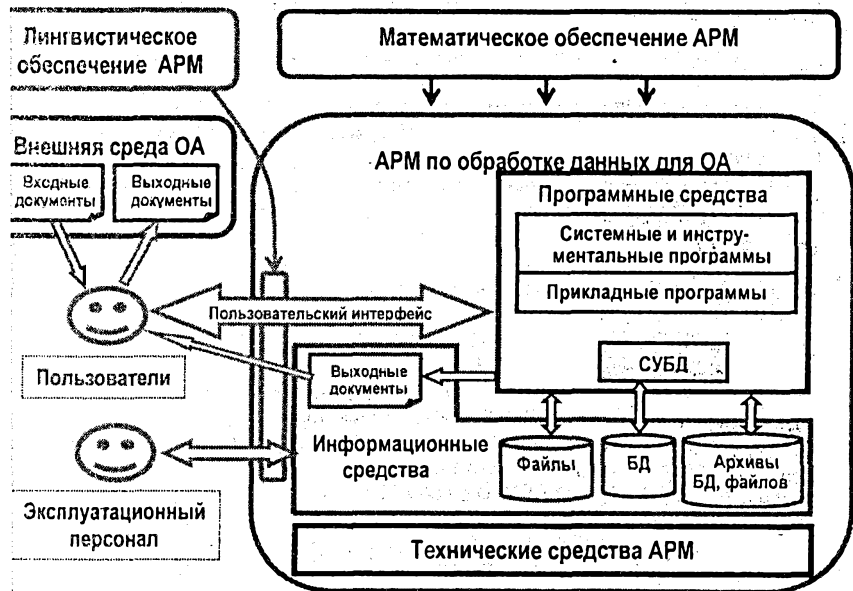 Лингвистическое
обеспечение АРМ
Математическое обеспечение АРМ
Внешняя среда ОА
Входные
документы
Выходные
документы
АРМ по обработке данных для ОА
Программные средства
Системные и инстру-
ментальные программы
Прикладные программы
Пользовательский интерфейс
СУБД
Выходные
документы
Пользователи
Информационные
средства
Файлы
БД
Архивы
БД, файлов
Эксплуатационный
персонал
Технические средства АРМ